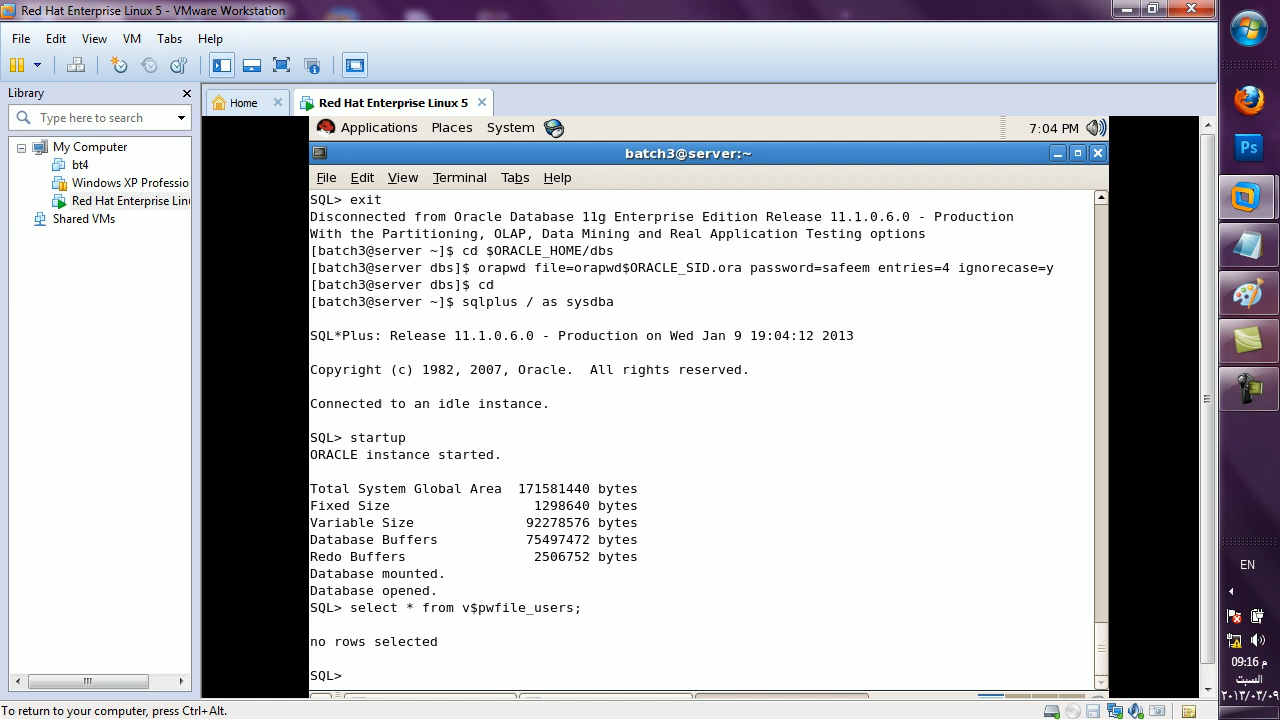 Red Hat Enterprise Linux 5 - VMware Workstation
File Edit View VM Tabs Help
Library
Type here to search
My Computer
bt4
Windows XP Professio
Red Hat Enterprise Linu
Shared VMs
Home
Red Hat Enterprise Linux 5
Applications Places System
7:04 PM
batch3@server:~
File Edit View Terminal Tabs Help
SQL> exit
Disconnected from Oracle Database 11g Enterprise Edition Release 11.1.0.6.0 - Production
With the Partitioning, OLAP, Data Mining and Real Application Testing options
[batch3@server ~]$ cd $ORACLE_HOME/dbs
[batch3@server dbs]$ orapwd file=orapwd$ORACLE_SID.ora password=safeem entries=4 ignorecase=y
[batch3@server dbs]$ cd
[batch3@server ~]$ sqlplus / as sysdba
SQL*Plus: Release 11.1.0.6.0 - Production on Wed Jan 9 19:04:12 2013
Copyright (c) 1982, 2007, Oracle.  All rights reserved.
Connected to an idle instance.
SQL> startup
ORACLE instance started.
Total System Global Area  171581440 bytes
Fixed Size                  1298640 bytes
Variable Size              92278576 bytes
Database Buffers           75497472 bytes
Redo Buffers                2506752 bytes
Database mounted.
Database opened.
SQL> select * from v$pwfile_users;
no rows selected
SQL>
To return to your computer, press Ctrl+Alt.
Ps
EN
09:16 م
السبت
٢٠١٣/٠٣/٠٩